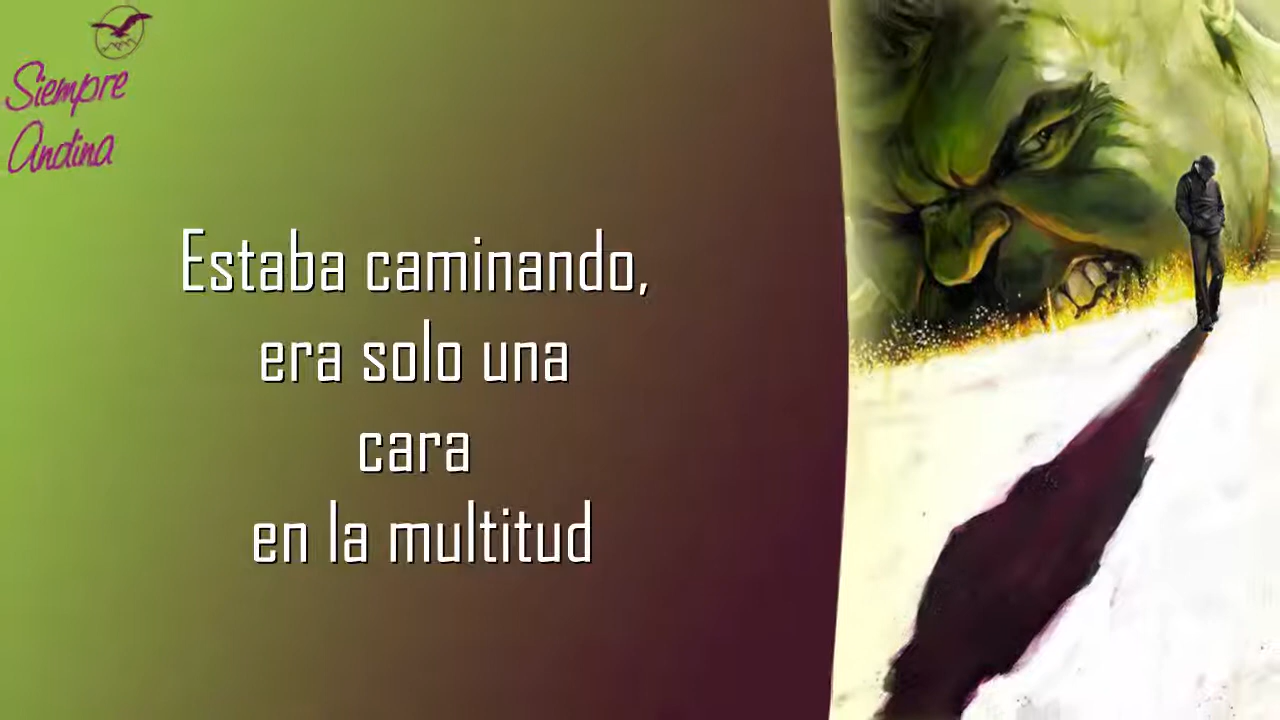 Siempre
Andina
Estaba caminando,
era solo una
cara
en la multitud